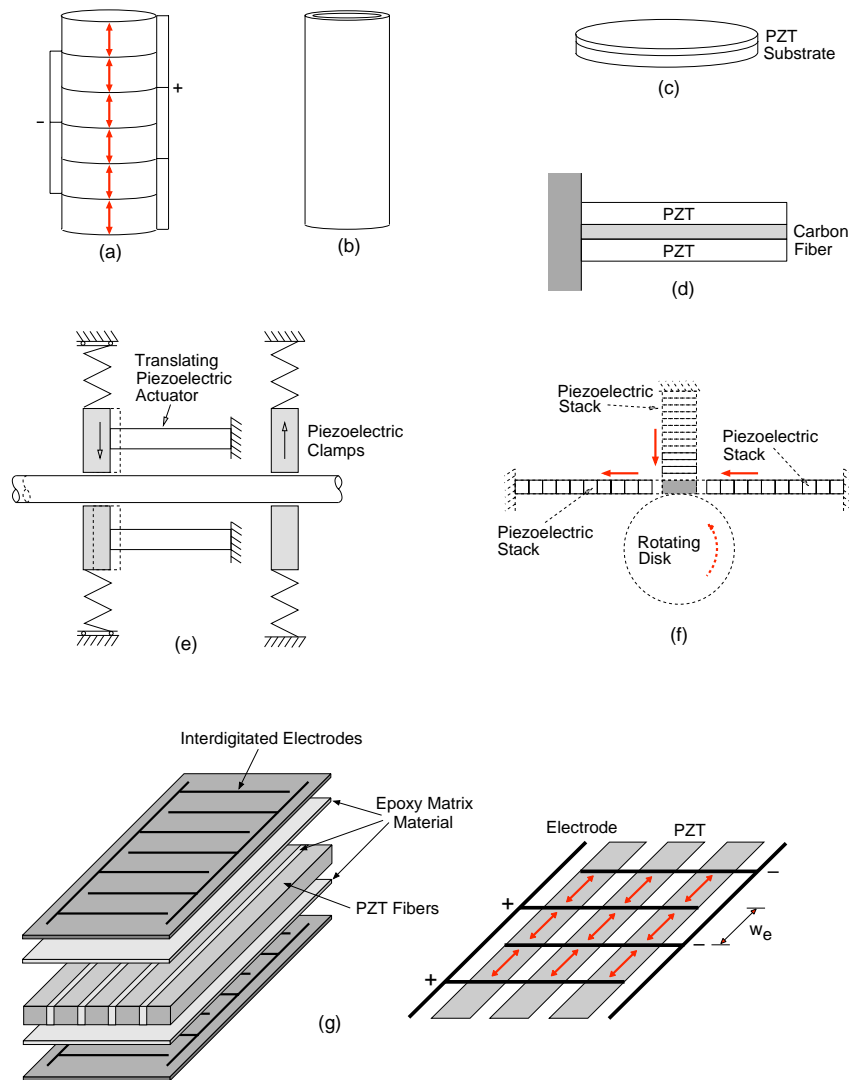 +
-
(a)
(b)
PZT
Substrate
(c)
PZT
PZT
Carbon
Fiber
(d)
Translating
Piezoelectric
Actuator
Piezoelectric
Clamps
(e)
Piezoelectric
Stack
Piezoelectric
Stack
Piezoelectric
Stack
Rotating
Disk
(f)
Interdigitated Electrodes
Epoxy Matrix
Material
PZT Fibers
(g)
Electrode
PZT
+
-
+
-
we